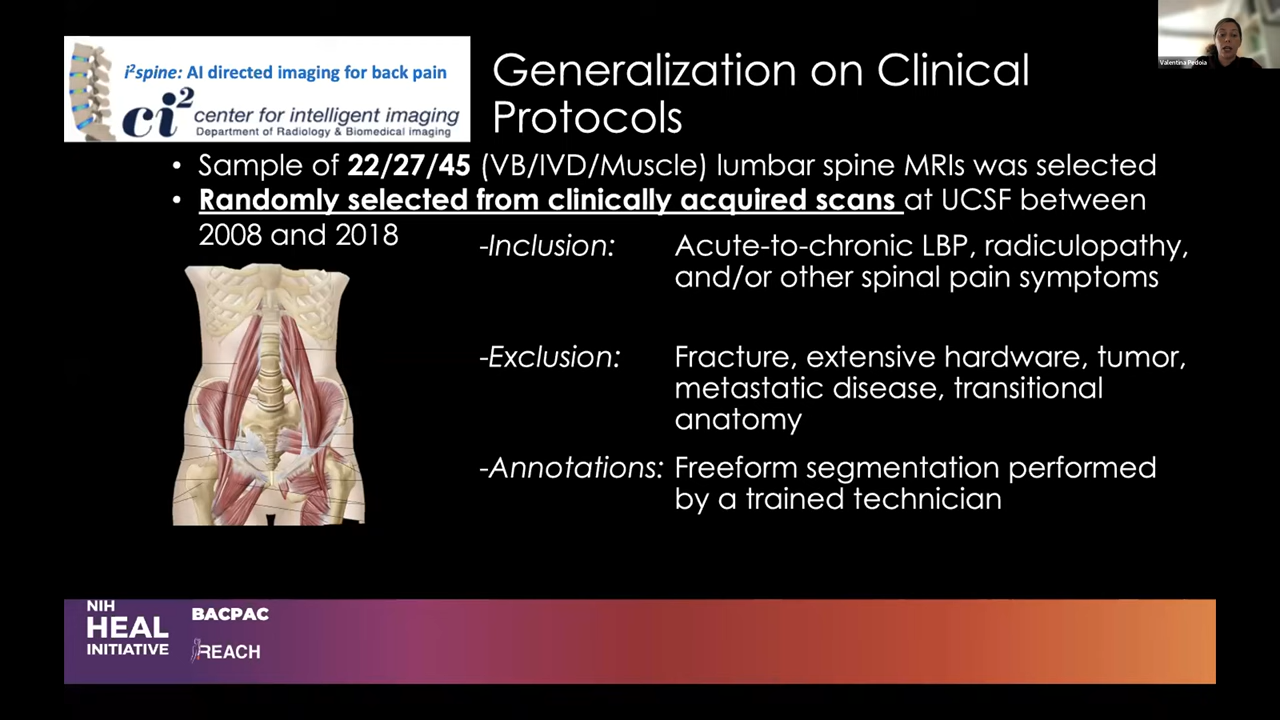 i²spine: AI directed imaging for back pain
ci² center for intelligent imaging
Department of Radiology & Biomedical imaging
Generalization on Clinical
Protocols
Valentina Pedoia
• Sample of 22/27/45 (VB/IVD/Muscle) lumbar spine MRIs was selected
• Randomly selected from clinically acquired scans at UCSF between
2008 and 2018
-Inclusion: Acute-to-chronic LBP, radiculopathy,
and/or other spinal pain symptoms
-Exclusion: Fracture, extensive hardware, tumor,
metastatic disease, transitional
anatomy
-Annotations: Freeform segmentation performed
by a trained technician
NIH
HEAL
INITIATIVE
BACPAC
REACH